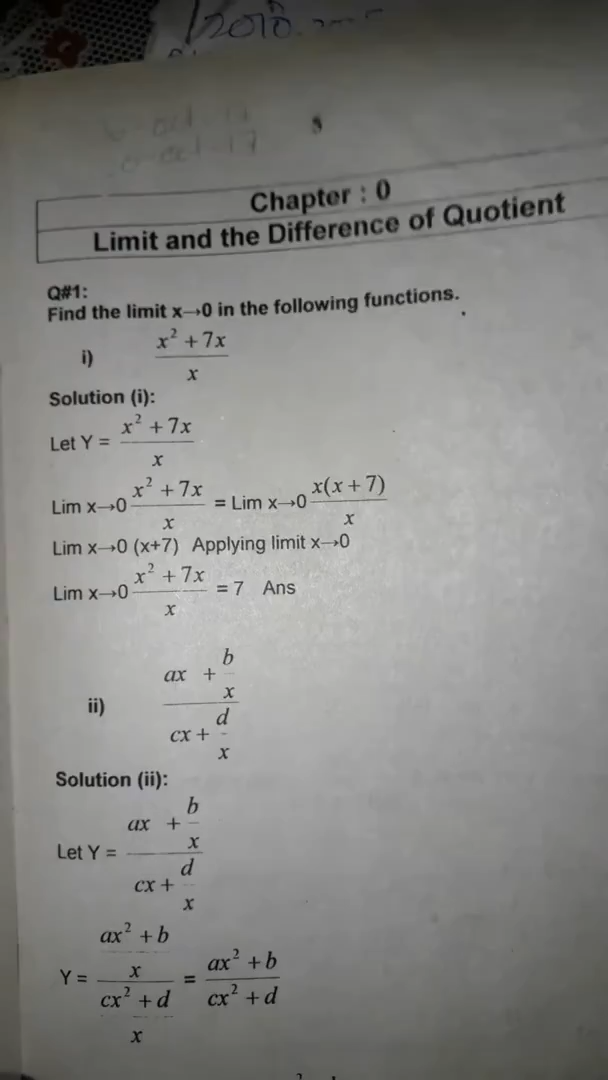 2018
Chapter : 0
Limit and the Difference of Quotient
Q#1:
Find the limit x→0 in the following functions.
i) (x² + 7x)/x
Solution (i):
Let Y = (x² + 7x)/x
Lim x→0 (x² + 7x)/x = Lim x→0 x(x + 7)/x
Lim x→0 (x+7) Applying limit x→0
Lim x→0 (x² + 7x)/x = 7 Ans
ii) (ax + b/x)/(cx + d/x)
Solution (ii):
Let Y = (ax + b/x)/(cx + d/x)
Y = ((ax² + b)/x)/((cx² + d)/x) = (ax² + b)/(cx² + d)